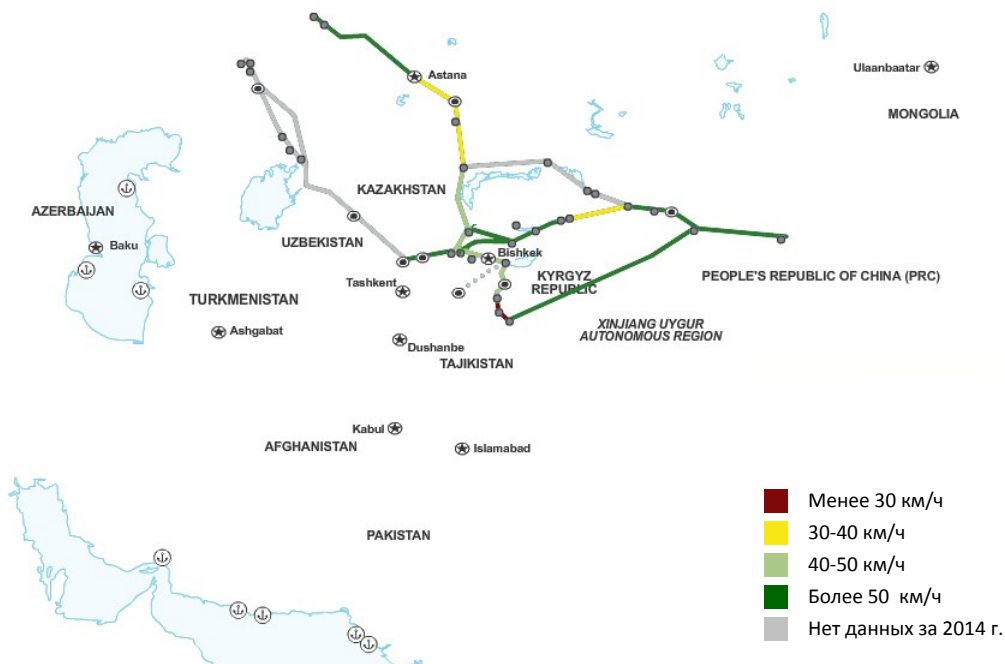 Astana
Ulaanbaatar
MONGOLIA
KAZAKHSTAN
AZERBAIJAN
UZBEKISTAN
Baku
Bishkek
Tashkent
KYRGYZ
REPUBLIC
PEOPLE'S REPUBLIC OF CHINA (PRC)
TURKMENISTAN
XINJIANG UYGUR
AUTONOMOUS REGION
Ashgabat
Dushanbe
TAJIKISTAN
Kabul
AFGHANISTAN
Islamabad
PAKISTAN
Менее 30 км/ч
30-40 км/ч
40-50 км/ч
Более 50 км/ч
Нет данных за 2014 г.